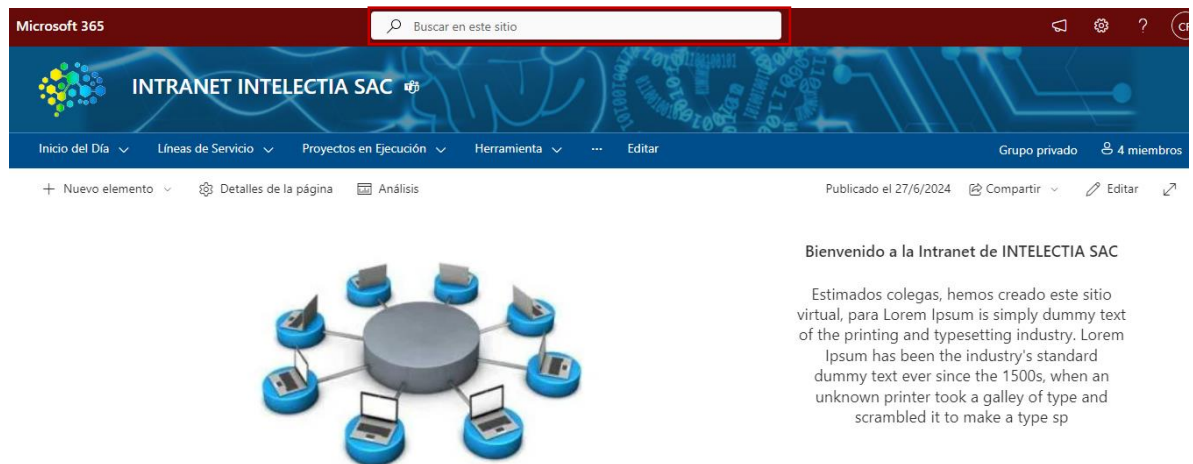 Microsoft 365
Buscar en este sitio
?
INTRANET INTELECTIA SAC
Inicio del Día
Líneas de Servicio
Proyectos en Ejecución
Herramienta
···
Editar
Grupo privado
4 miembros
+ Nuevo elemento
Detalles de la página
Análisis
Publicado el 27/6/2024
Compartir
Editar
Bienvenido a la Intranet de INTELECTIA SAC
Estimados colegas, hemos creado este sitio
virtual, para Lorem Ipsum is simply dummy text
of the printing and typesetting industry. Lorem
Ipsum has been the industry's standard
dummy text ever since the 1500s, when an
unknown printer took a galley of type and
scrambled it to make a type sp